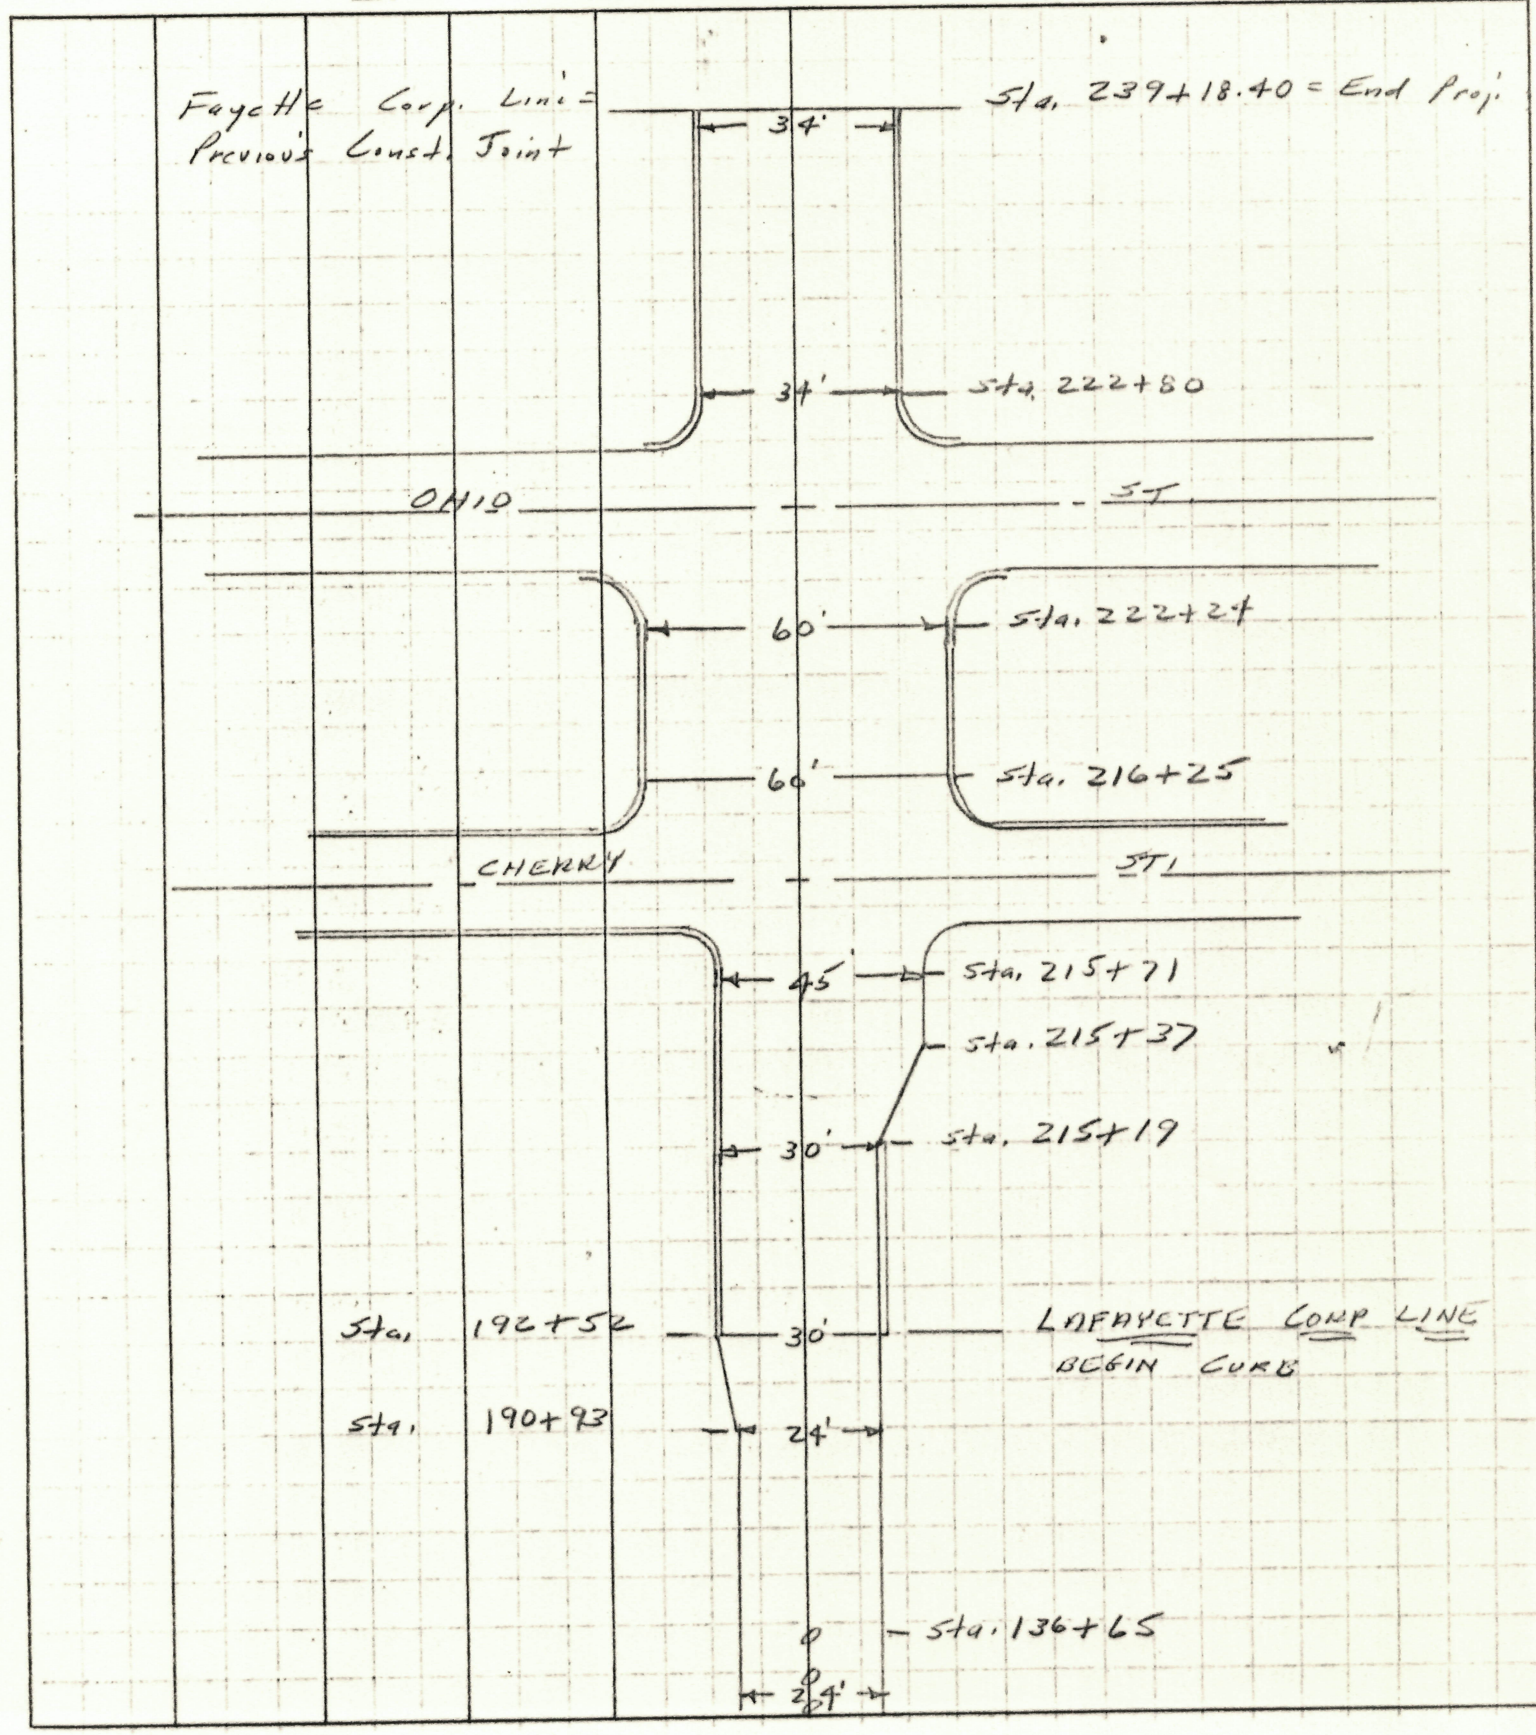 Fayette Corp. Line =
Previous Const. Joint
Sta. 239+18.40 = End Proj.
34'
34'
Sta. 222+80
OHIO ST.
60'
Sta. 222+24
60'
Sta. 216+25
CHERRY ST.
45'
Sta. 215+71
Sta. 215+37
30'
Sta. 215+19
Sta. 192+52
30'
LAFAYETTE CORP LINE
BEGIN CURB
Sta. 190+93
24'
Sta. 136+65
24'